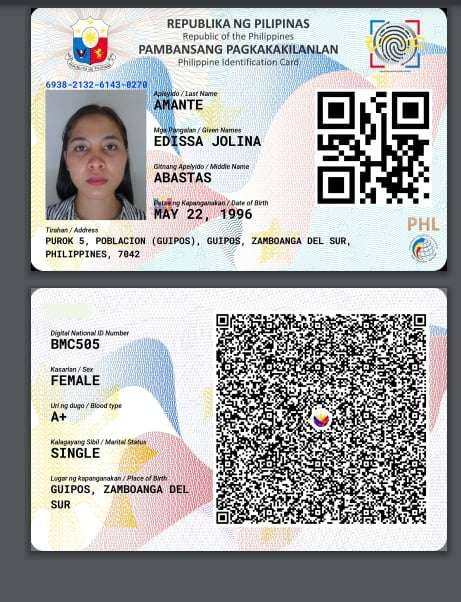 REPUBLIKA NG PILIPINAS
Republic of the Philippines
PAMBANSANG PAGKAKAKILANLAN
Philippine Identification Card
6938-2132-6143-0270
Apelyido / Last Name
AMANTE
Mga Pangalan / Given Names
EDISSA JOLINA
Gitnang Apelyido / Middle Name
ABASTAS
Petsa ng Kapanganakan / Date of Birth
MAY 22, 1996
Tirahan / Address
PUROK 5, POBLACION (GUIPOS), GUIPOS, ZAMBOANGA DEL SUR,
PHILIPPINES, 7042
PHL
Digital National ID Number
BMC505
Kasarian / Sex
FEMALE
Uri ng dugo / Blood type
A+
Kalagayang Sibil / Marital Status
SINGLE
Lugar ng kapanganakan / Place of Birth
GUIPOS, ZAMBOANGA DEL
SUR